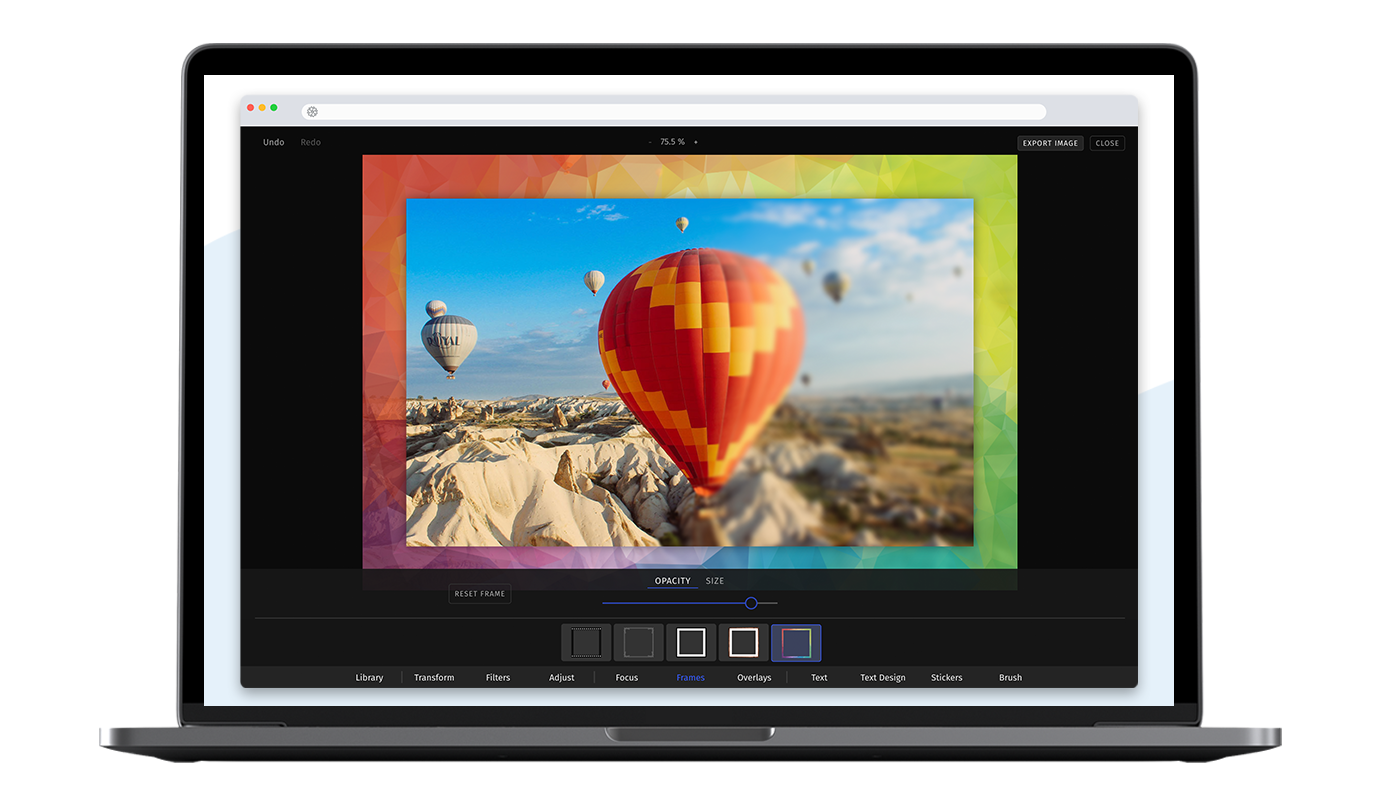 Undo Redo - 75.5 % + EXPORT IMAGE CLOSE
OPACITY SIZE
RESET FRAME
Library Transform Filters Adjust Focus Frames Overlays Text Text Design Stickers Brush